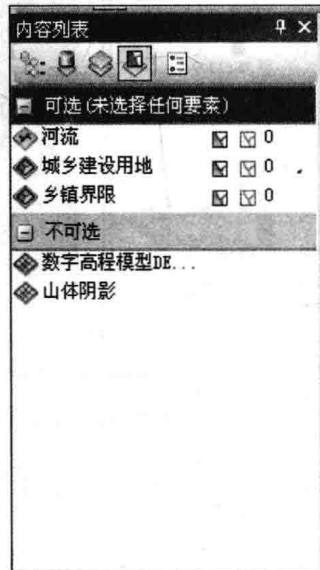 内容列表
可选(未选择任何要素)
河流 0
城乡建设用地 0
乡镇界限 0
不可选
数字高程模型DE...
山体阴影